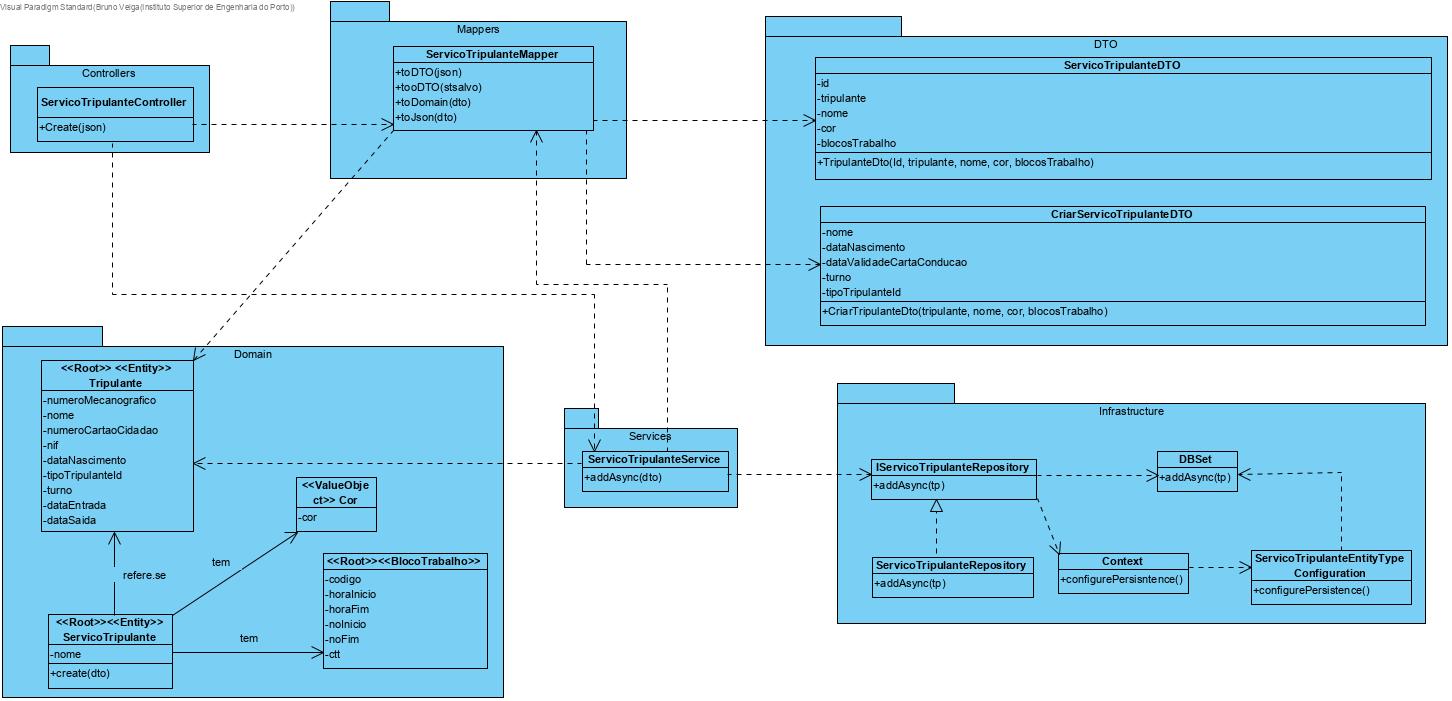 Visual Paradigm Standard(Bruno Veiga(Instituto Superior de Engenharia do Porto))
Controllers
ServicoTripulanteController
+Create(json)
Mappers
ServicoTripulanteMapper
+toDTO(json)
+tooDTO(stsalvo)
+toDomain(dto)
+toJson(dto)
DTO
ServicoTripulanteDTO
-id
-tripulante
-nome
-cor
-blocosTrabalho
+TripulanteDto(Id, tripulante, nome, cor, blocosTrabalho)
CriarServicoTripulanteDTO
-nome
-dataNascimento
-dataValidadeCartaConducao
-turno
-tipoTripulanteId
+CriarTripulanteDto(tripulante, nome, cor, blocosTrabalho)
Domain
<<Root>> <<Entity>>
Tripulante
-numeroMecanografico
-nome
-numeroCartaoCidadao
-nif
-dataNascimento
-tipoTripulanteId
-turno
-dataEntrada
-dataSaida
<<ValueObje
ct>> Cor
-cor
tem
refere.se
<<Root>><<BlocoTrabalho>>
-codigo
-horaInicio
-horaFim
-noInicio
-noFim
-ctt
<<Root>><<Entity>>
ServicoTripulante
-nome
+create(dto)
tem
Services
ServicoTripulanteService
+addAsync(dto)
Infrastructure
IServicoTripulanteRepository
+addAsync(tp)
DBSet
+addAsync(tp)
ServicoTripulanteRepository
+addAsync(tp)
Context
+configurePersisntence()
ServicoTripulanteEntityType
Configuration
+configurePersistence()